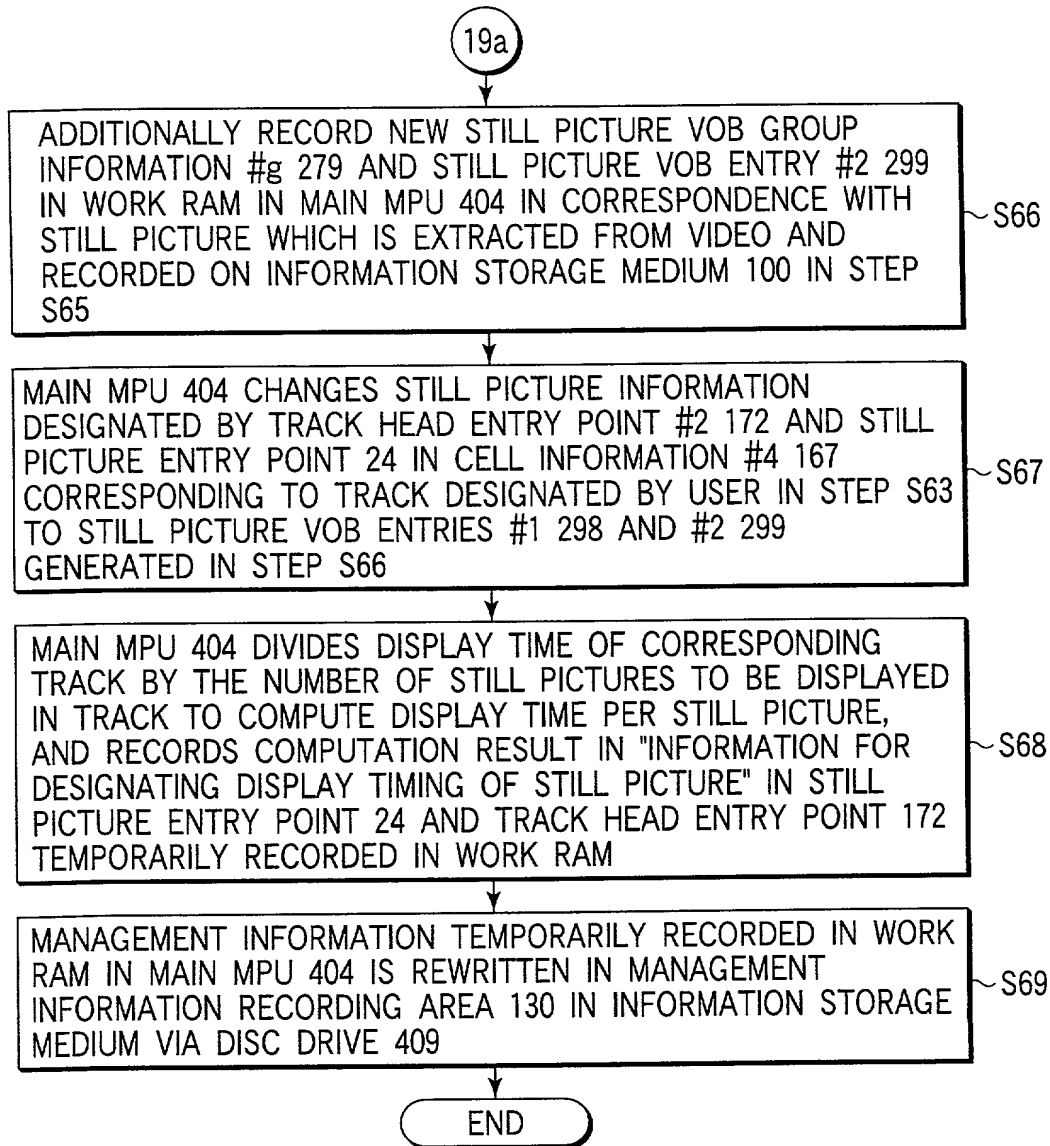 19a
ADDITIONALLY RECORD NEW STILL PICTURE VOB GROUP
INFORMATION #g 279 AND STILL PICTURE VOB ENTRY #2 299
IN WORK RAM IN MAIN MPU 404 IN CORRESPONDENCE WITH
STILL PICTURE WHICH IS EXTRACTED FROM VIDEO AND
RECORDED ON INFORMATION STORAGE MEDIUM 100 IN STEP
S65
S66
MAIN MPU 404 CHANGES STILL PICTURE INFORMATION
DESIGNATED BY TRACK HEAD ENTRY POINT #2 172 AND STILL
PICTURE ENTRY POINT 24 IN CELL INFORMATION #4 167
CORRESPONDING TO TRACK DESIGNATED BY USER IN STEP S63
TO STILL PICTURE VOB ENTRIES #1 298 AND #2 299
GENERATED IN STEP S66
S67
MAIN MPU 404 DIVIDES DISPLAY TIME OF CORRESPONDING
TRACK BY THE NUMBER OF STILL PICTURES TO BE DISPLAYED
IN TRACK TO COMPUTE DISPLAY TIME PER STILL PICTURE,
AND RECORDS COMPUTATION RESULT IN "INFORMATION FOR
DESIGNATING DISPLAY TIMING OF STILL PICTURE" IN STILL
PICTURE ENTRY POINT 24 AND TRACK HEAD ENTRY POINT 172
TEMPORARILY RECORDED IN WORK RAM
S68
MANAGEMENT INFORMATION TEMPORARILY RECORDED IN WORK
RAM IN MAIN MPU 404 IS REWRITTEN IN MANAGEMENT
INFORMATION RECORDING AREA 130 IN INFORMATION STORAGE
MEDIUM VIA DISC DRIVE 409
S69
END